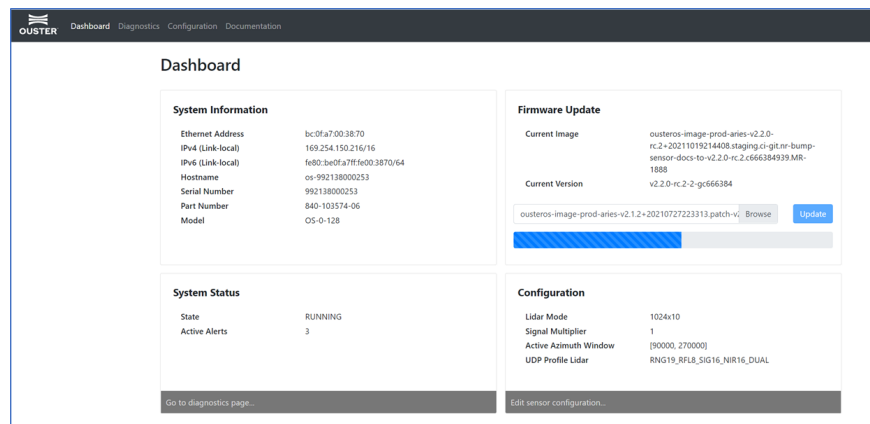 OUSTER
Dashboard Diagnostics Configuration Documentation
Dashboard
System Information
Ethernet Address bc:0f:a7:00:38:70
IPv4 (Link-local) 169.254.150.216/16
IPv6 (Link-local) fe80::be0f:a7ff:fe00:3870/64
Hostname os-992138000253
Serial Number 992138000253
Part Number 840-103574-06
Model OS-0-128
Firmware Update
Current Image ousteros-image-prod-aries-v2.2.0-
rc.2+20211019214408.staging.ci-git.nr-bump-
sensor-docs-to-v2.2.0-rc.2.c666384939.MR-
1888
Current Version v2.2.0-rc.2-2-gc666384
ousteros-image-prod-aries-v2.1.2+20210727223313.patch-v2 Browse Update
System Status
State RUNNING
Active Alerts 3
Go to diagnostics page...
Configuration
Lidar Mode 1024x10
Signal Multiplier 1
Active Azimuth Window [90000, 270000]
UDP Profile Lidar RNG19_RFL8_SIG16_NIR16_DUAL
Edit sensor configuration...